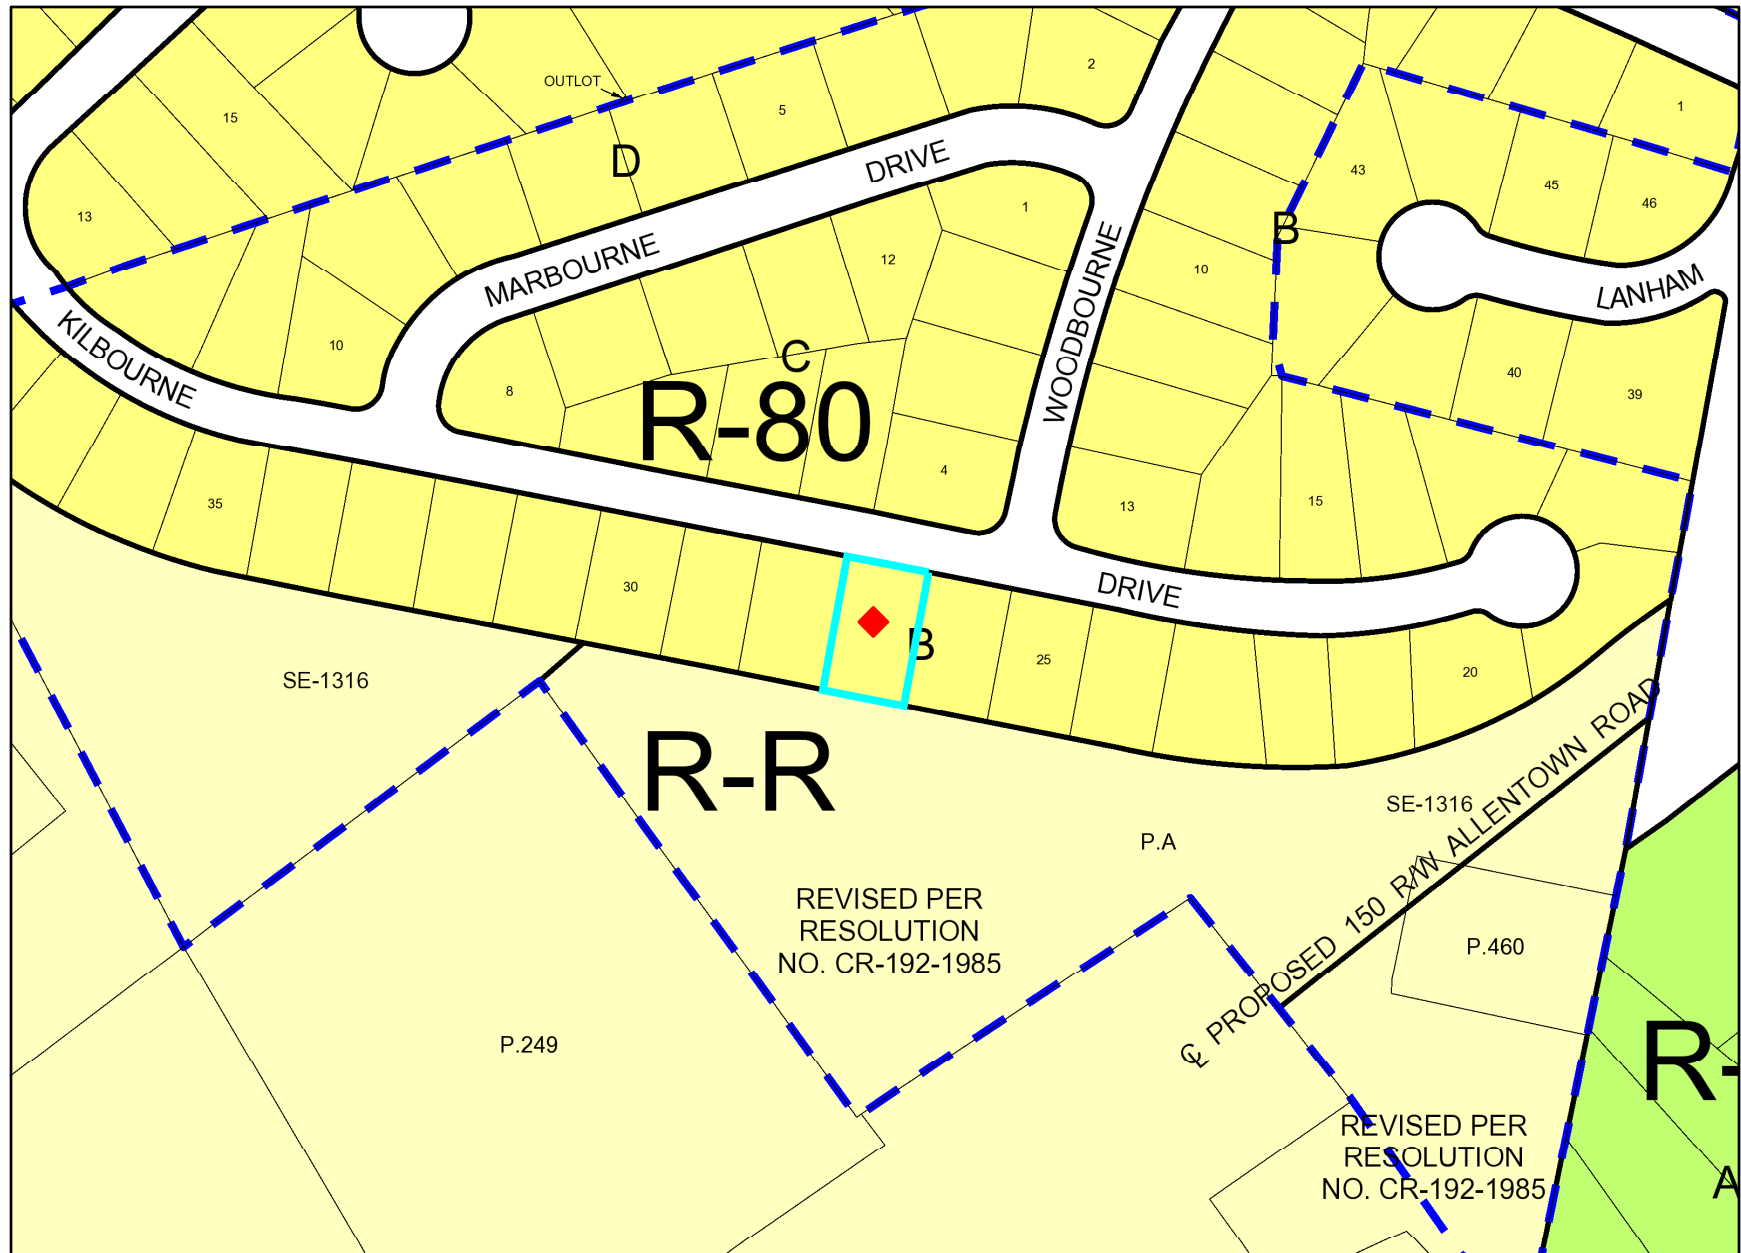 2
OUTLOT
1
5
15
DRIVE
D
43
45
46
13
1
B
MARBOURNE
12
WOODBOURNE
10
LANHAM
KILBOURNE
10
C
40
8
R-80
39
4
35
13
15
30
DRIVE
B
25
20
SE-1316
R-R
SE-1316
P.A
PROPOSED 150 R/W ALLENTOWN ROAD
REVISED PER
RESOLUTION
NO. CR-192-1985
P.460
P.249
R-
REVISED PER
RESOLUTION
NO. CR-192-1985
A